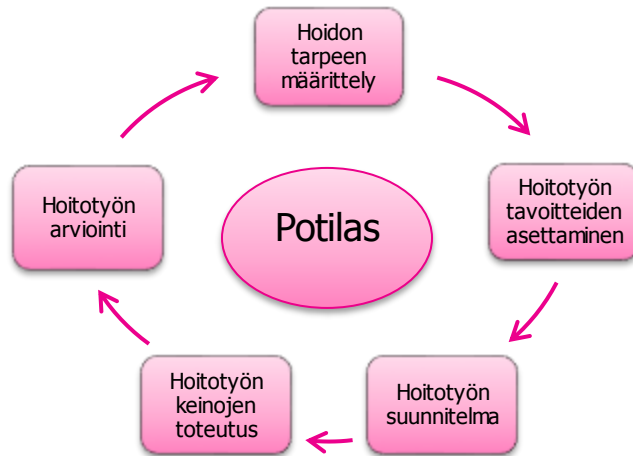 Hoidon
tarpeen
määrittely
Hoitotyön
tavoitteiden
asettaminen
Hoitotyön
suunnitelma
Hoitotyön
keinojen
toteutus
Hoitotyön
arviointi
Potilas